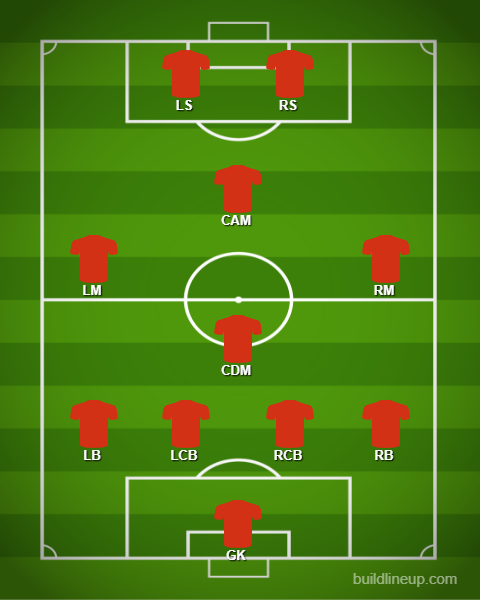 LS RS
CAM
LM RM
CDM
LB LCB RCB RB
GK
buildlineup.com